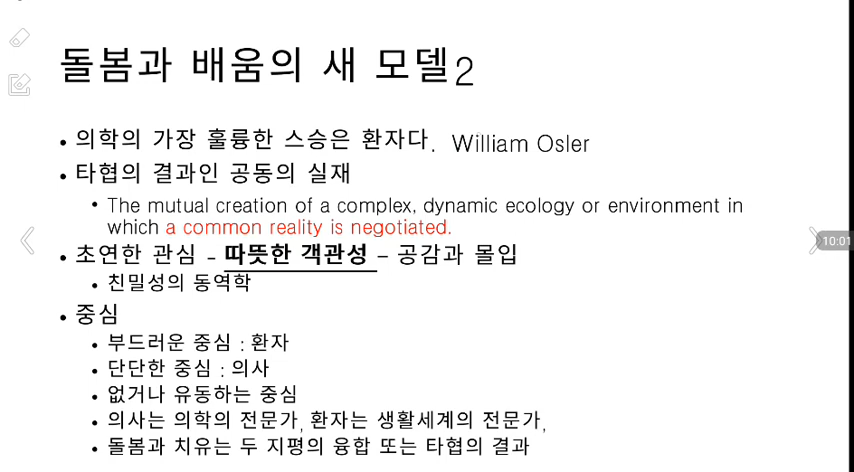 돌봄과 배움의 새 모델2
• 의학의 가장 훌륭한 스승은 환자다. William Osler
• 타협의 결과인 공동의 실재
• The mutual creation of a complex, dynamic ecology or environment in
which a common reality is negotiated.
• 초연한 관심 – 따뜻한 객관성 – 공감과 몰입
• 친밀성의 동역학
• 중심
• 부드러운 중심 : 환자
• 단단한 중심 : 의사
• 없거나 유동하는 중심
• 의사는 의학의 전문가, 환자는 생활세계의 전문가,
• 돌봄과 치유는 두 지평의 융합 또는 타협의 결과
10:01